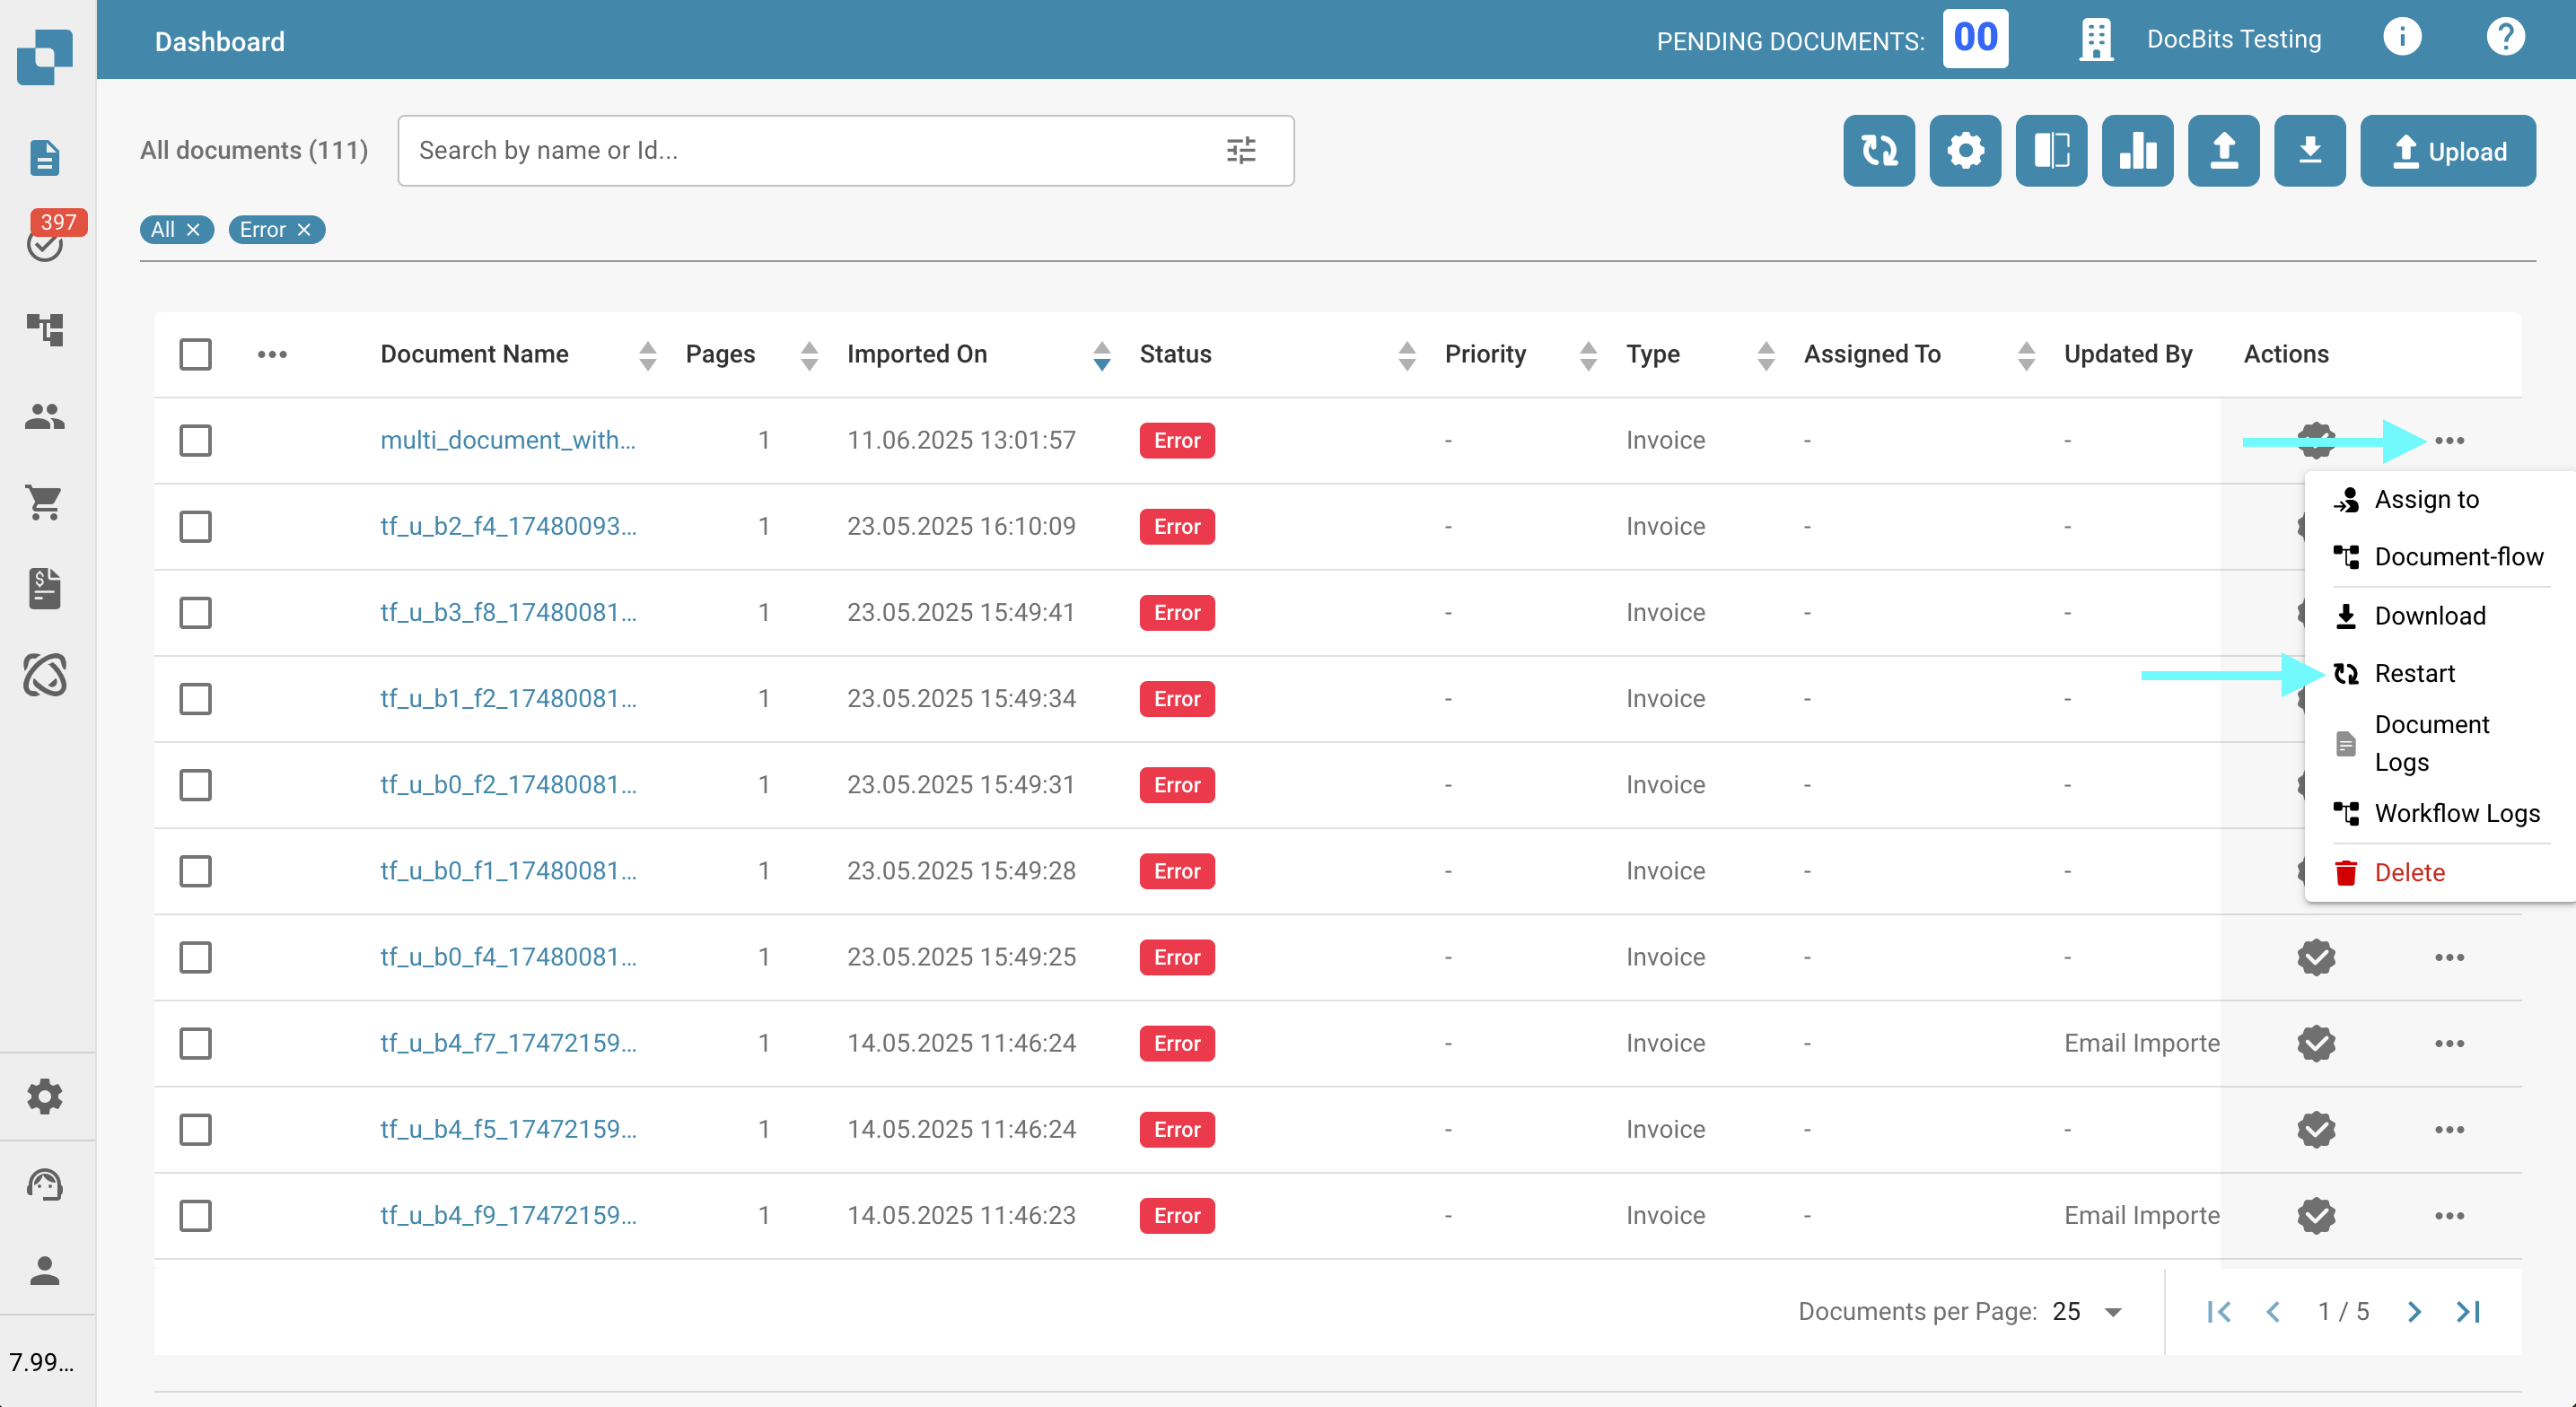 Dashboard
PENDING DOCUMENTS: 00
DocBits Testing
All documents (111)
Search by name or Id...
Upload
397
All
Error
Document Name Pages Imported On Status Priority Type Assigned To Updated By Actions
multi_document_with... 1 11.06.2025 13:01:57 Error - Invoice - -
tf_u_b2_f4_17480093... 1 23.05.2025 16:10:09 Error - Invoice - -
tf_u_b3_f8_17480081... 1 23.05.2025 15:49:41 Error - Invoice - -
tf_u_b1_f2_17480081... 1 23.05.2025 15:49:34 Error - Invoice - -
tf_u_b0_f2_17480081... 1 23.05.2025 15:49:31 Error - Invoice - -
tf_u_b0_f1_17480081... 1 23.05.2025 15:49:28 Error - Invoice - -
tf_u_b0_f4_17480081... 1 23.05.2025 15:49:25 Error - Invoice - -
tf_u_b4_f7_17472159... 1 14.05.2025 11:46:24 Error - Invoice - Email Importe
tf_u_b4_f5_17472159... 1 14.05.2025 11:46:24 Error - Invoice - -
tf_u_b4_f9_17472159... 1 14.05.2025 11:46:23 Error - Invoice - Email Importe
Assign to
Document-flow
Download
Restart
Document
Logs
Workflow Logs
Delete
Documents per Page: 25
1 / 5
7.99...